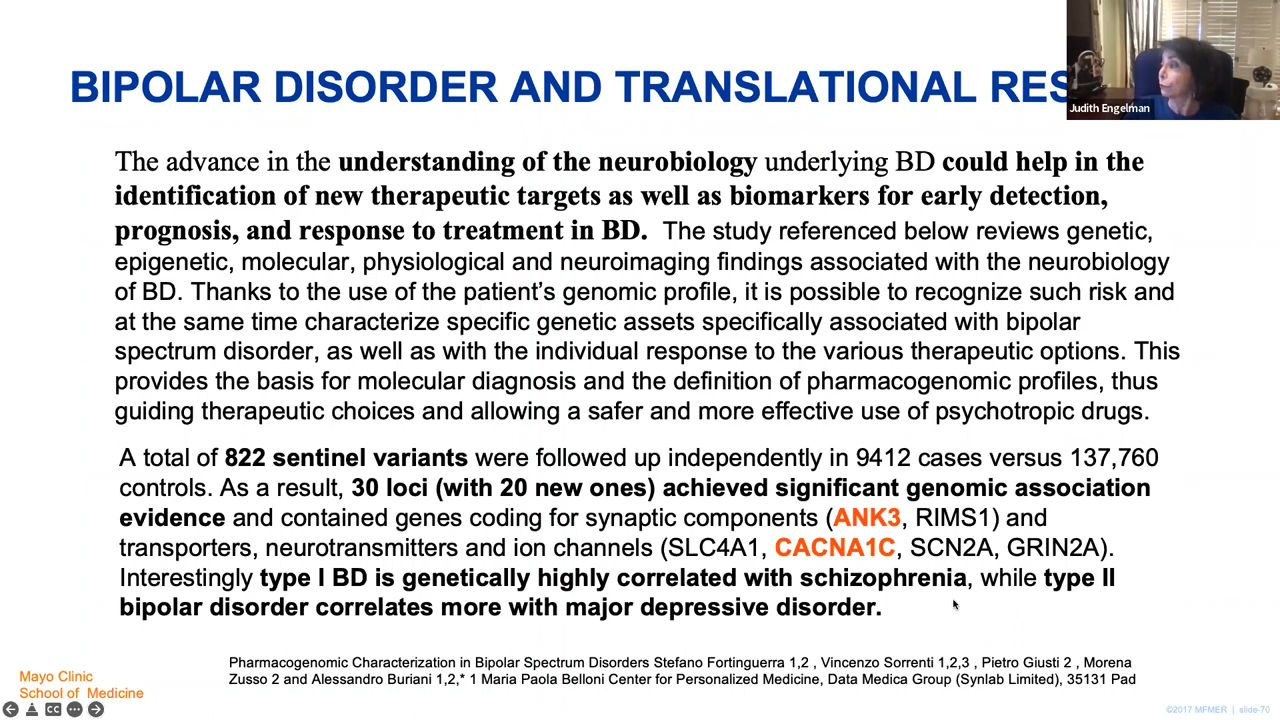 BIPOLAR DISORDER AND TRANSLATIONAL RES
Judith Engelman
The advance in the understanding of the neurobiology underlying BD could help in the
identification of new therapeutic targets as well as biomarkers for early detection,
prognosis, and response to treatment in BD. The study referenced below reviews genetic,
epigenetic, molecular, physiological and neuroimaging findings associated with the neurobiology
of BD. Thanks to the use of the patient's genomic profile, it is possible to recognize such risk and
at the same time characterize specific genetic assets specifically associated with bipolar
spectrum disorder, as well as with the individual response to the various therapeutic options. This
provides the basis for molecular diagnosis and the definition of pharmacogenomic profiles, thus
guiding therapeutic choices and allowing a safer and more effective use of psychotropic drugs.
A total of 822 sentinel variants were followed up independently in 9412 cases versus 137,760
controls. As a result, 30 loci (with 20 new ones) achieved significant genomic association
evidence and contained genes coding for synaptic components (ANK3, RIMS1) and
transporters, neurotransmitters and ion channels (SLC4A1, CACNA1C, SCN2A, GRIN2A).
Interestingly type I BD is genetically highly correlated with schizophrenia, while type II
bipolar disorder correlates more with major depressive disorder.
Pharmacogenomic Characterization in Bipolar Spectrum Disorders Stefano Fortinguerra 1,2 , Vincenzo Sorrenti 1,2,3 , Pietro Giusti 2 , Morena
Zusso 2 and Alessandro Buriani 1,2,* 1 Maria Paola Belloni Center for Personalized Medicine, Data Medica Group (Synlab Limited), 35131 Pad
Mayo Clinic
School of Medicine
CC
©2017 MFMER | slide-70